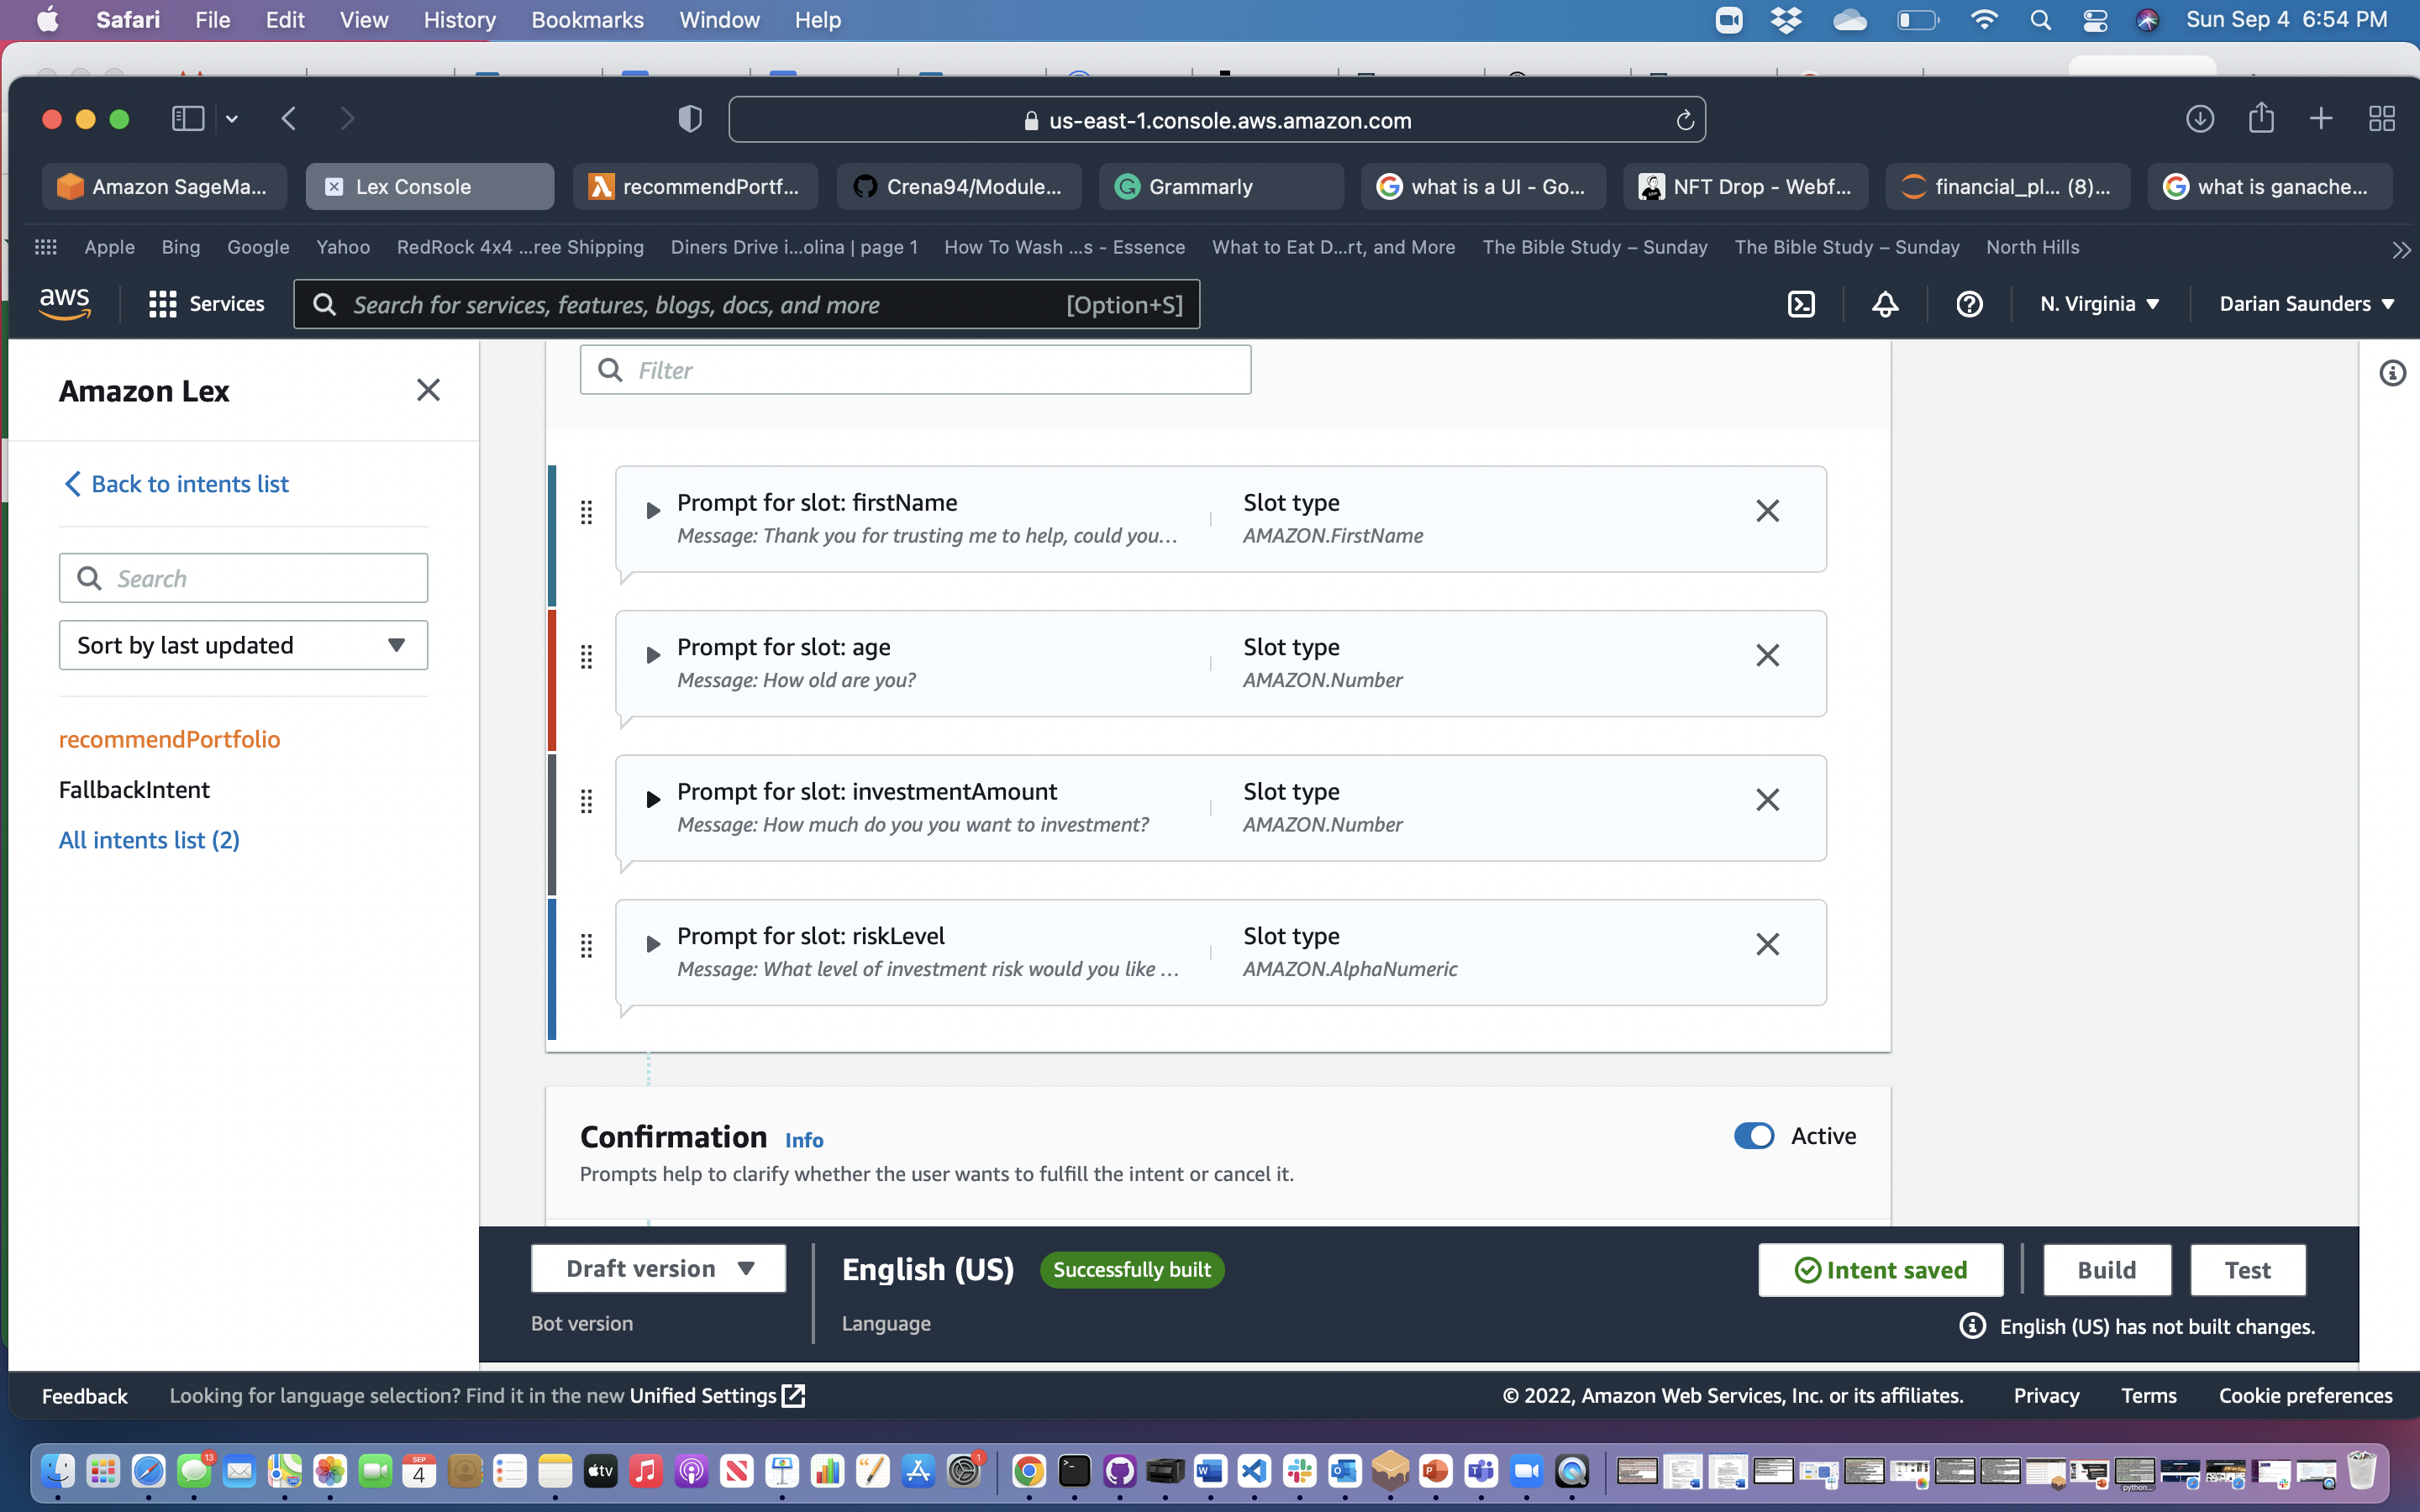 Safari File Edit View History Bookmarks Window Help Sun Sep 4 6:54 PM
us-east-1.console.aws.amazon.com
Amazon SageMa... Lex Console recommendPortf... Crena94/Module... Grammarly what is a UI - Go... NFT Drop - Webf... financial_pl... (8)... what is ganache...
Apple Bing Google Yahoo RedRock 4x4 ...ree Shipping Diners Drive i...olina | page 1 How To Wash ...s - Essence What to Eat D...rt, and More The Bible Study – Sunday The Bible Study – Sunday North Hills
aws Services Search for services, features, blogs, docs, and more [Option+S] N. Virginia Darian Saunders
Amazon Lex
Back to intents list
Search
Sort by last updated
recommendPortfolio
FallbackIntent
All intents list (2)
Filter
Prompt for slot: firstName Slot type
Message: Thank you for trusting me to help, could you... AMAZON.FirstName
Prompt for slot: age Slot type
Message: How old are you? AMAZON.Number
Prompt for slot: investmentAmount Slot type
Message: How much do you you want to investment? AMAZON.Number
Prompt for slot: riskLevel Slot type
Message: What level of investment risk would you like ... AMAZON.AlphaNumeric
Confirmation Info Active
Prompts help to clarify whether the user wants to fulfill the intent or cancel it.
Draft version English (US) Successfully built Intent saved Build Test
Bot version Language English (US) has not built changes.
Feedback Looking for language selection? Find it in the new Unified Settings © 2022, Amazon Web Services, Inc. or its affiliates. Privacy Terms Cookie preferences
13 SEP 4 tv 1